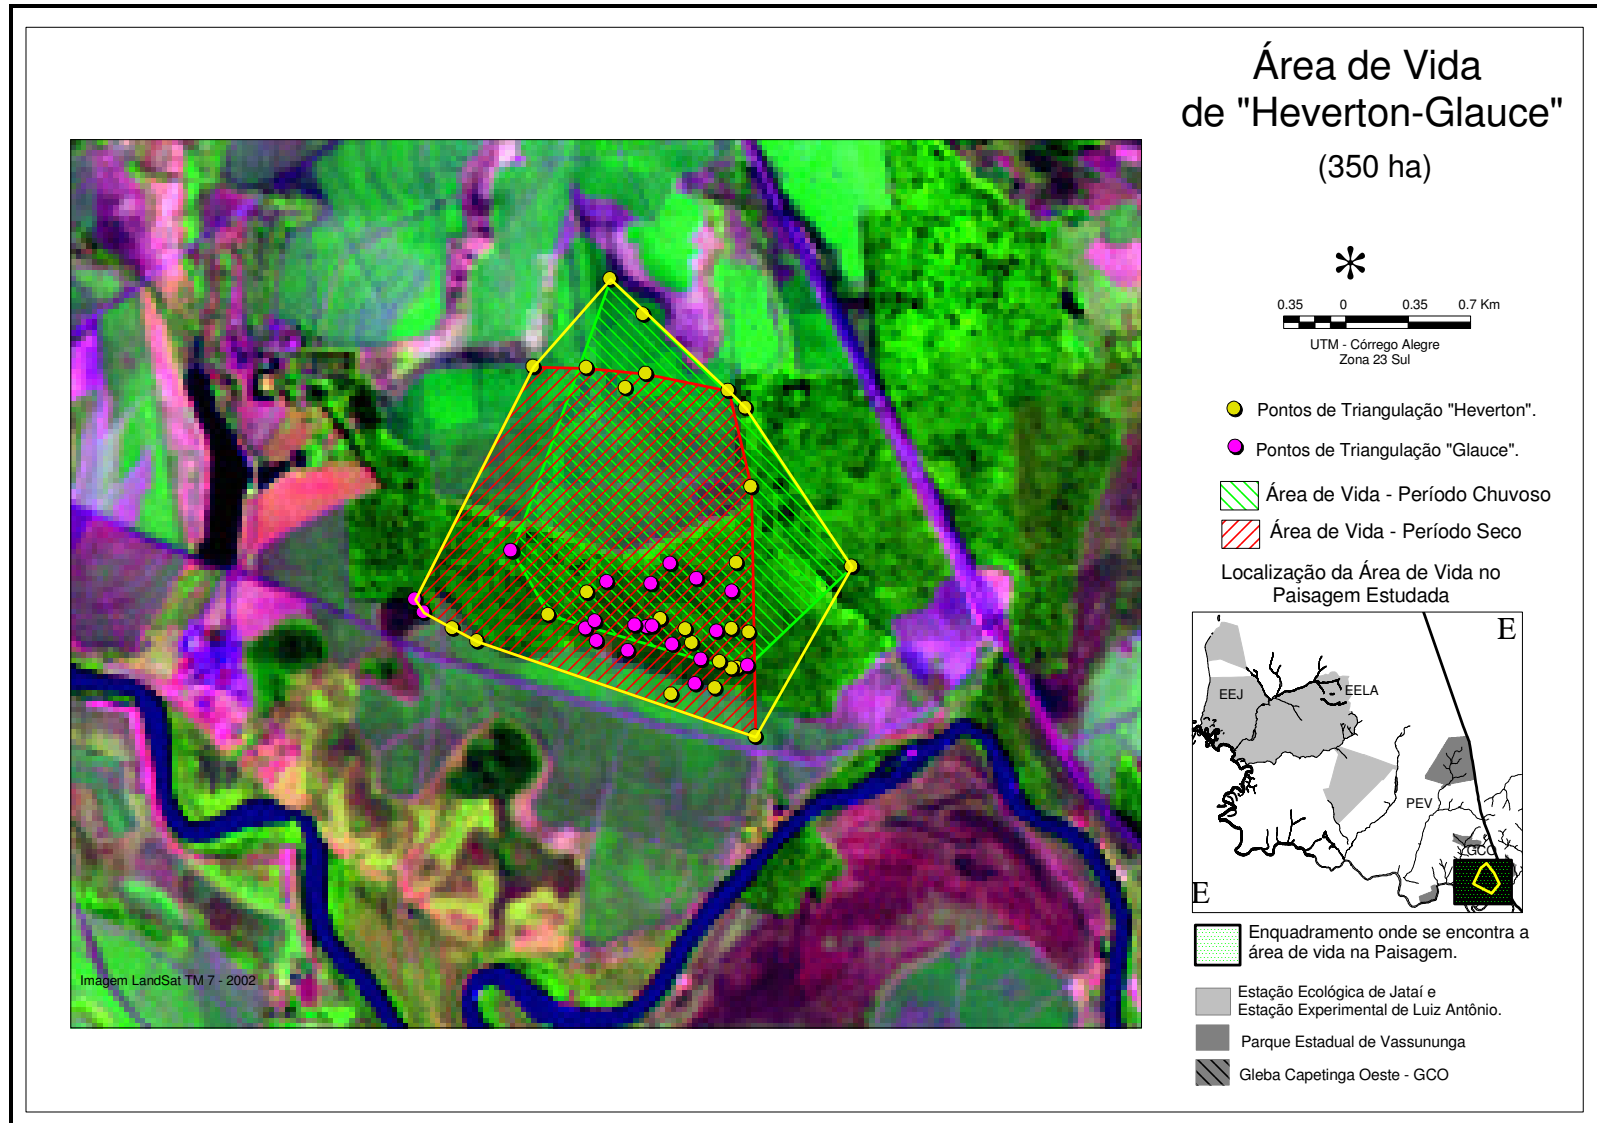 Área de Vida
de "Heverton-Glauce"
(350 ha)
0.35 0 0.35 0.7 Km
UTM - Córrego Alegre
Zona 23 Sul
Pontos de Triangulação "Heverton".
Pontos de Triangulação "Glauce".
Área de Vida - Período Chuvoso
Área de Vida - Período Seco
Localização da Área de Vida no
Paisagem Estudada
E
EEJ
EELA
PEV
GCO
E
Enquadramento onde se encontra a
área de vida na Paisagem.
Estação Ecológica de Jataí e
Estação Experimental de Luiz Antônio.
Parque Estadual de Vassununga
Gleba Capetinga Oeste - GCO
Imagem LandSat TM 7 - 2002